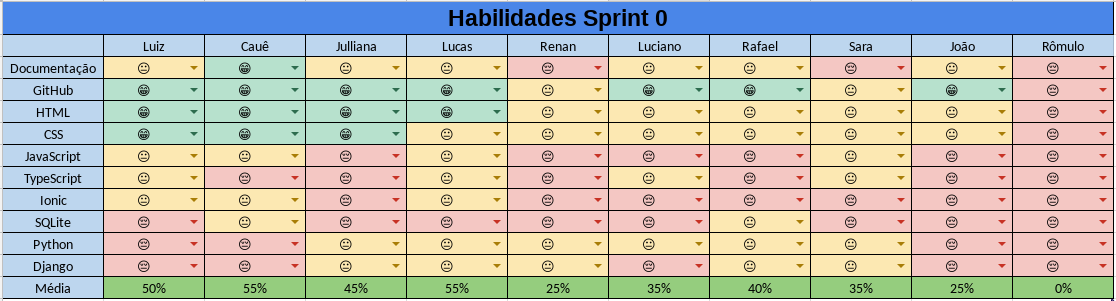 Habilidades Sprint 0
Luiz Cauê Julliana Lucas Renan Luciano Rafael Sara João Rômulo
Documentação 😐 😁 😐 😐 😔 😐 😐 😔 😐 😔
GitHub 😁 😁 😁 😁 😐 😁 😁 😐 😁 😔
HTML 😁 😁 😁 😁 😐 😐 😐 😐 😐 😔
CSS 😁 😁 😁 😐 😐 😐 😐 😐 😐 😔
JavaScript 😐 😐 😔 😐 😔 😔 😔 😐 😔 😔
TypeScript 😐 😔 😔 😐 😔 😐 😔 😐 😔 😔
Ionic 😐 😐 😔 😐 😔 😔 😔 😐 😔 😔
SQLite 😔 😐 😔 😔 😔 😔 😐 😔 😔 😔
Python 😔 😔 😐 😐 😐 😐 😐 😐 😔 😔
Django 😔 😔 😐 😐 😐 😔 😐 😐 😔 😔
Média 50% 55% 45% 55% 25% 35% 40% 35% 25% 0%